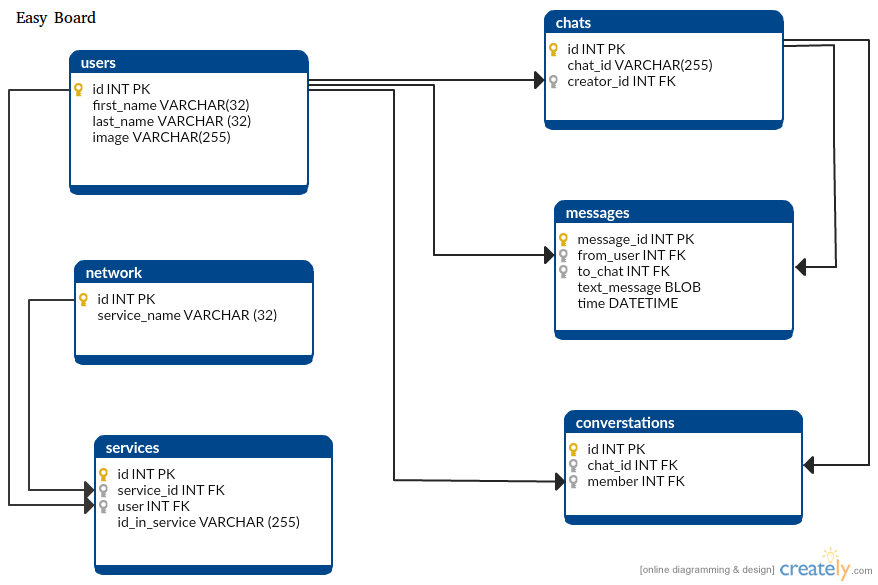 Easy Board
users
id INT PK
first_name VARCHAR(32)
last_name VARCHAR (32)
image VARCHAR(255)
network
id INT PK
service_name VARCHAR (32)
services
id INT PK
service_id INT FK
user INT FK
id_in_service VARCHAR (255)
chats
id INT PK
chat_id VARCHAR(255)
creator_id INT FK
messages
message_id INT PK
from_user INT FK
to_chat INT FK
text_message BLOB
time DATETIME
converstations
id INT PK
chat_id INT FK
member INT FK
[online diagramming & design] creately.com